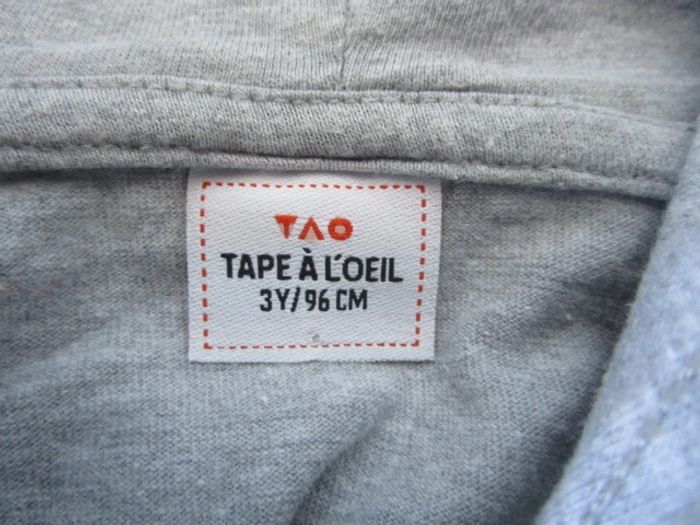 TAO
TAPE À L'OEIL
3Y/96 CM